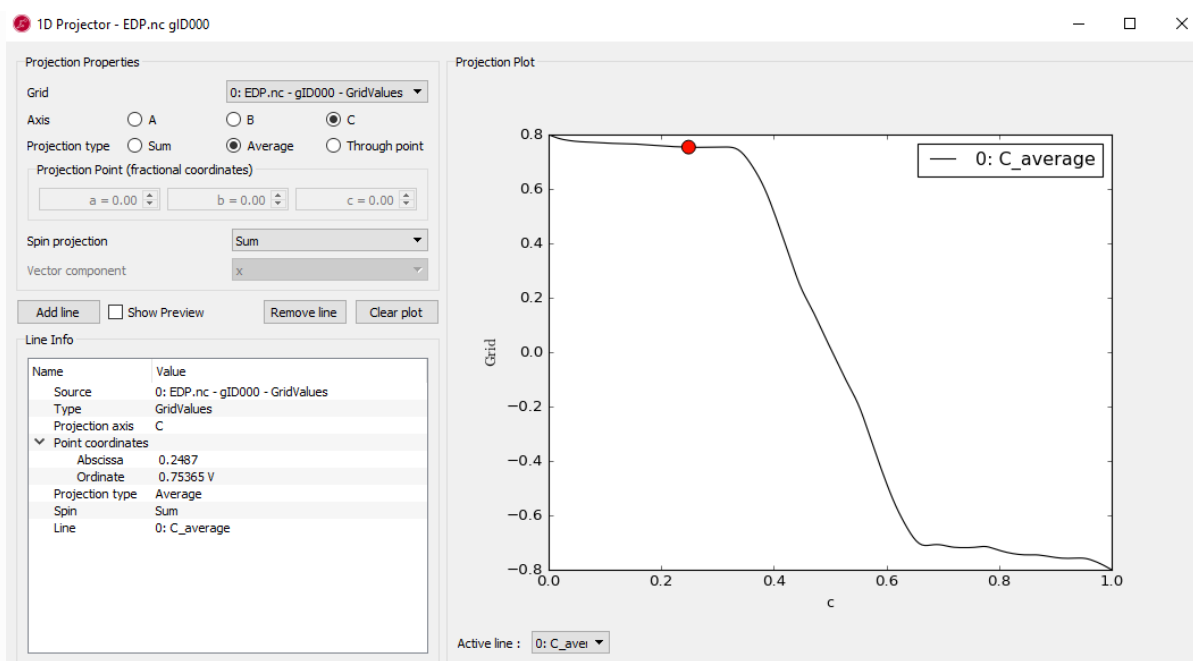 1D Projector - EDP.nc gID000
Projection Properties
Grid 0: EDP.nc - gID000 - GridValues
Axis A B C
Projection type Sum Average Through point
Projection Point (fractional coordinates)
a = 0.00 b = 0.00 c = 0.00
Spin projection Sum
Vector component x
Add line Show Preview Remove line Clear plot
Line Info
Name Value
Source 0: EDP.nc - gID000 - GridValues
Type GridValues
Projection axis C
Point coordinates
Abscissa 0.2487
Ordinate 0.75365 V
Projection type Average
Spin Sum
Line 0: C_average
Projection Plot
0: C_average
Grid
0.8
0.6
0.4
0.2
0.0
−0.2
−0.4
−0.6
−0.8
0.0 0.2 0.4 0.6 0.8 1.0
c
Active line : 0: C_aver